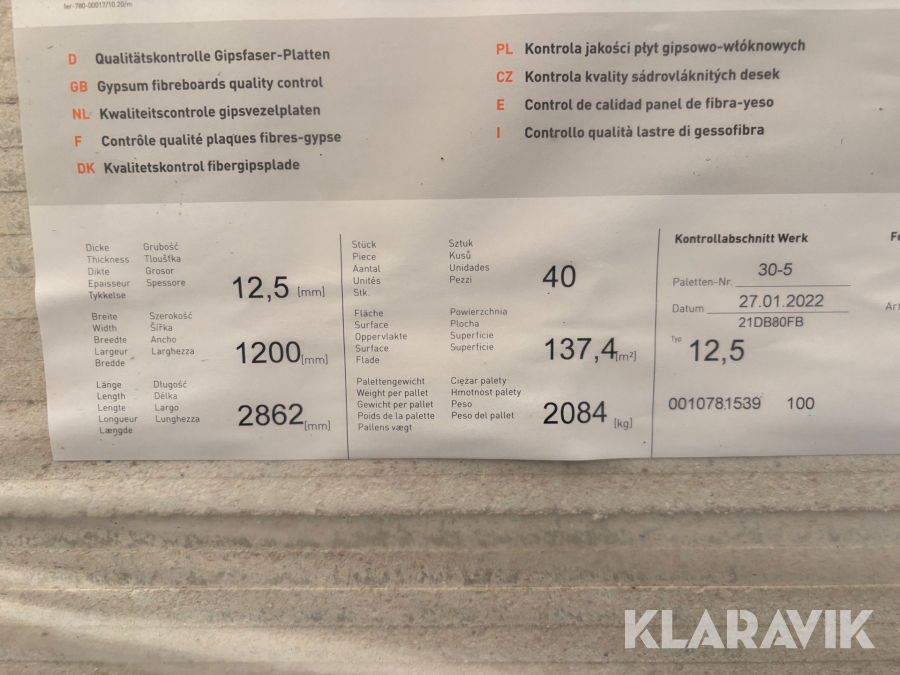 fer-780-00017/10.20/m
D Qualitätskontrolle Gipsfaser-Platten
GB Gypsum fibreboards quality control
NL Kwaliteitscontrole gipsvezelplaten
F Contrôle qualité plaques fibres-gypse
DK Kvalitetskontrol fibergipsplade
PL Kontrola jakości płyt gipsowo-włóknowych
CZ Kontrola kvality sádrovláknitých desek
E Control de calidad panel de fibra-yeso
I Controllo qualità lastre di gessofibra
Dicke Grubość
Thickness Tloušťka
Dikte Grosor
Epaisseur Spessore
Tykkelse
12,5 [mm]
Breite Szerokość
Width Šířka
Breedte Ancho
Largeur Larghezza
Bredde
1200 [mm]
Länge Długość
Length Délka
Lengte Largo
Longueur Lunghezza
Længde
2862 [mm]
Stück Sztuk
Piece Kusů
Aantal Unidades
Unités Pezzi
Stk.
40
Fläche Powierzchnia
Surface Plocha
Oppervlakte Superficie
Surface Superficie
Flade
137,4 [m²]
Palettengewicht Ciężar palety
Weight per pallet Hmotnost palety
Gewicht per pallet Peso
Poids de la palette Peso del pallet
Pallens vægt
2084 [kg]
Kontrollabschnitt Werk
Paletten-Nr. 30-5
Datum 27.01.2022
21DB80FB
Typ 12,5
0010781539 100
KLARAVIK